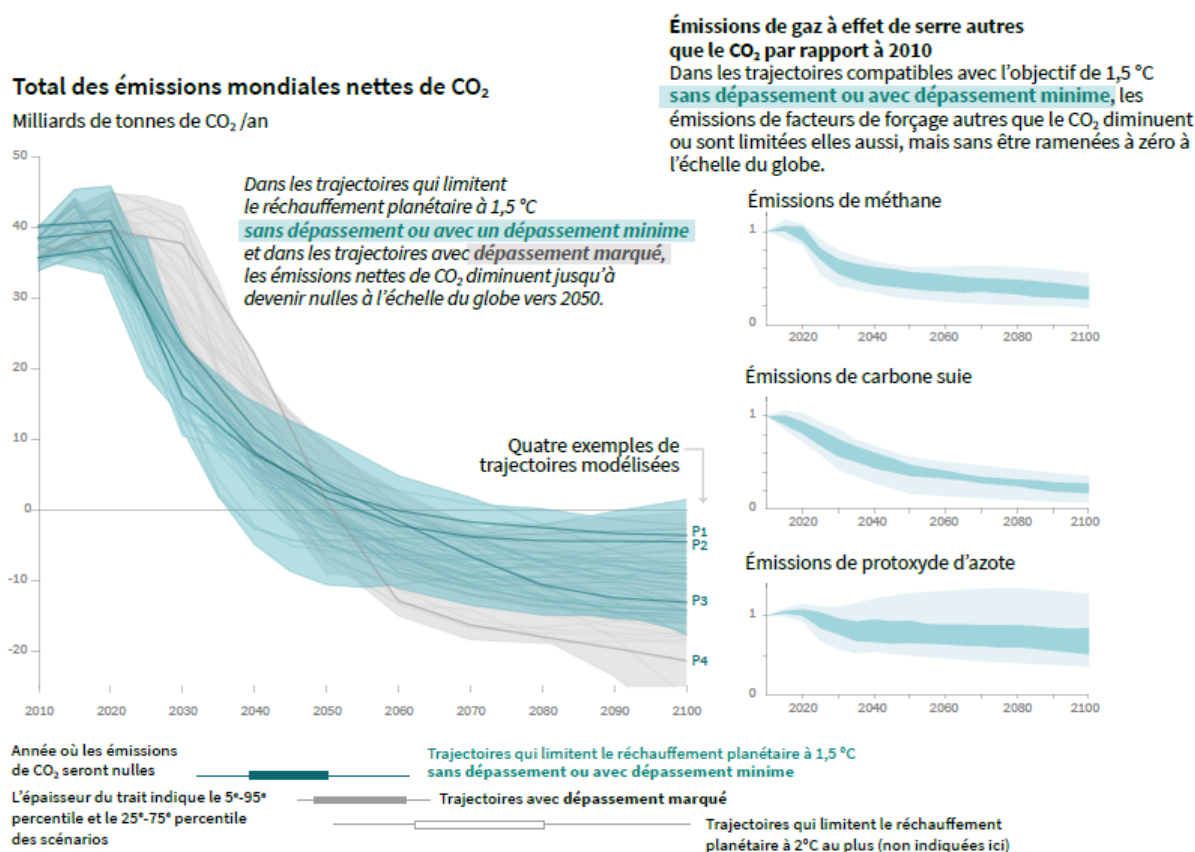 Total des émissions mondiales nettes de CO₂
Milliards de tonnes de CO₂ /an
50
40
30
20
10
0
-10
-20
2010
2020
2030
2040
2050
2060
2070
2080
2090
2100
Dans les trajectoires qui limitent
le réchauffement planétaire à 1,5 °C
sans dépassement ou avec un dépassement minime
et dans les trajectoires avec dépassement marqué,
les émissions nettes de CO₂ diminuent jusqu’à
devenir nulles à l’échelle du globe vers 2050.
Quatre exemples de
trajectoires modélisées
P1
P2
P3
P4
Émissions de gaz à effet de serre autres
que le CO₂ par rapport à 2010
Dans les trajectoires compatibles avec l’objectif de 1,5 °C
sans dépassement ou avec dépassement minime, les
émissions de facteurs de forçage autres que le CO₂ diminuent
ou sont limitées elles aussi, mais sans être ramenées à zéro à
l’échelle du globe.
Émissions de méthane
1
0
2020
2040
2060
2080
2100
Émissions de carbone suie
1
0
2020
2040
2060
2080
2100
Émissions de protoxyde d’azote
1
0
2020
2040
2060
2080
2100
Année où les émissions
de CO₂ seront nulles
L’épaisseur du trait indique le 5ᵉ-95ᵉ
percentile et le 25ᵉ-75ᵉ percentile
des scénarios
Trajectoires qui limitent le réchauffement planétaire à 1,5 °C
sans dépassement ou avec dépassement minime
Trajectoires avec dépassement marqué
Trajectoires qui limitent le réchauffement
planétaire à 2°C au plus (non indiquées ici)